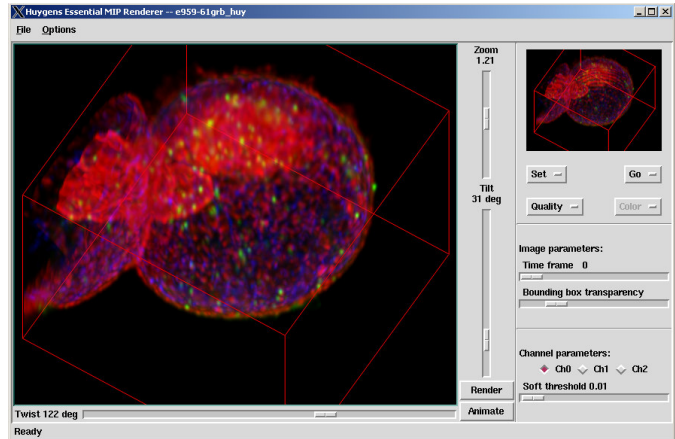 Huygens Essential MIP Renderer -- e959-61grb_huy
File Options
Zoom
1.21
Set
Go
Tilt
31 deg
Quality
Color
Image parameters:
Time frame 0
Bounding box transparency
Channel parameters:
Ch0 Ch1 Ch2
Soft threshold 0.01
Render
Animate
Twist 122 deg
Ready